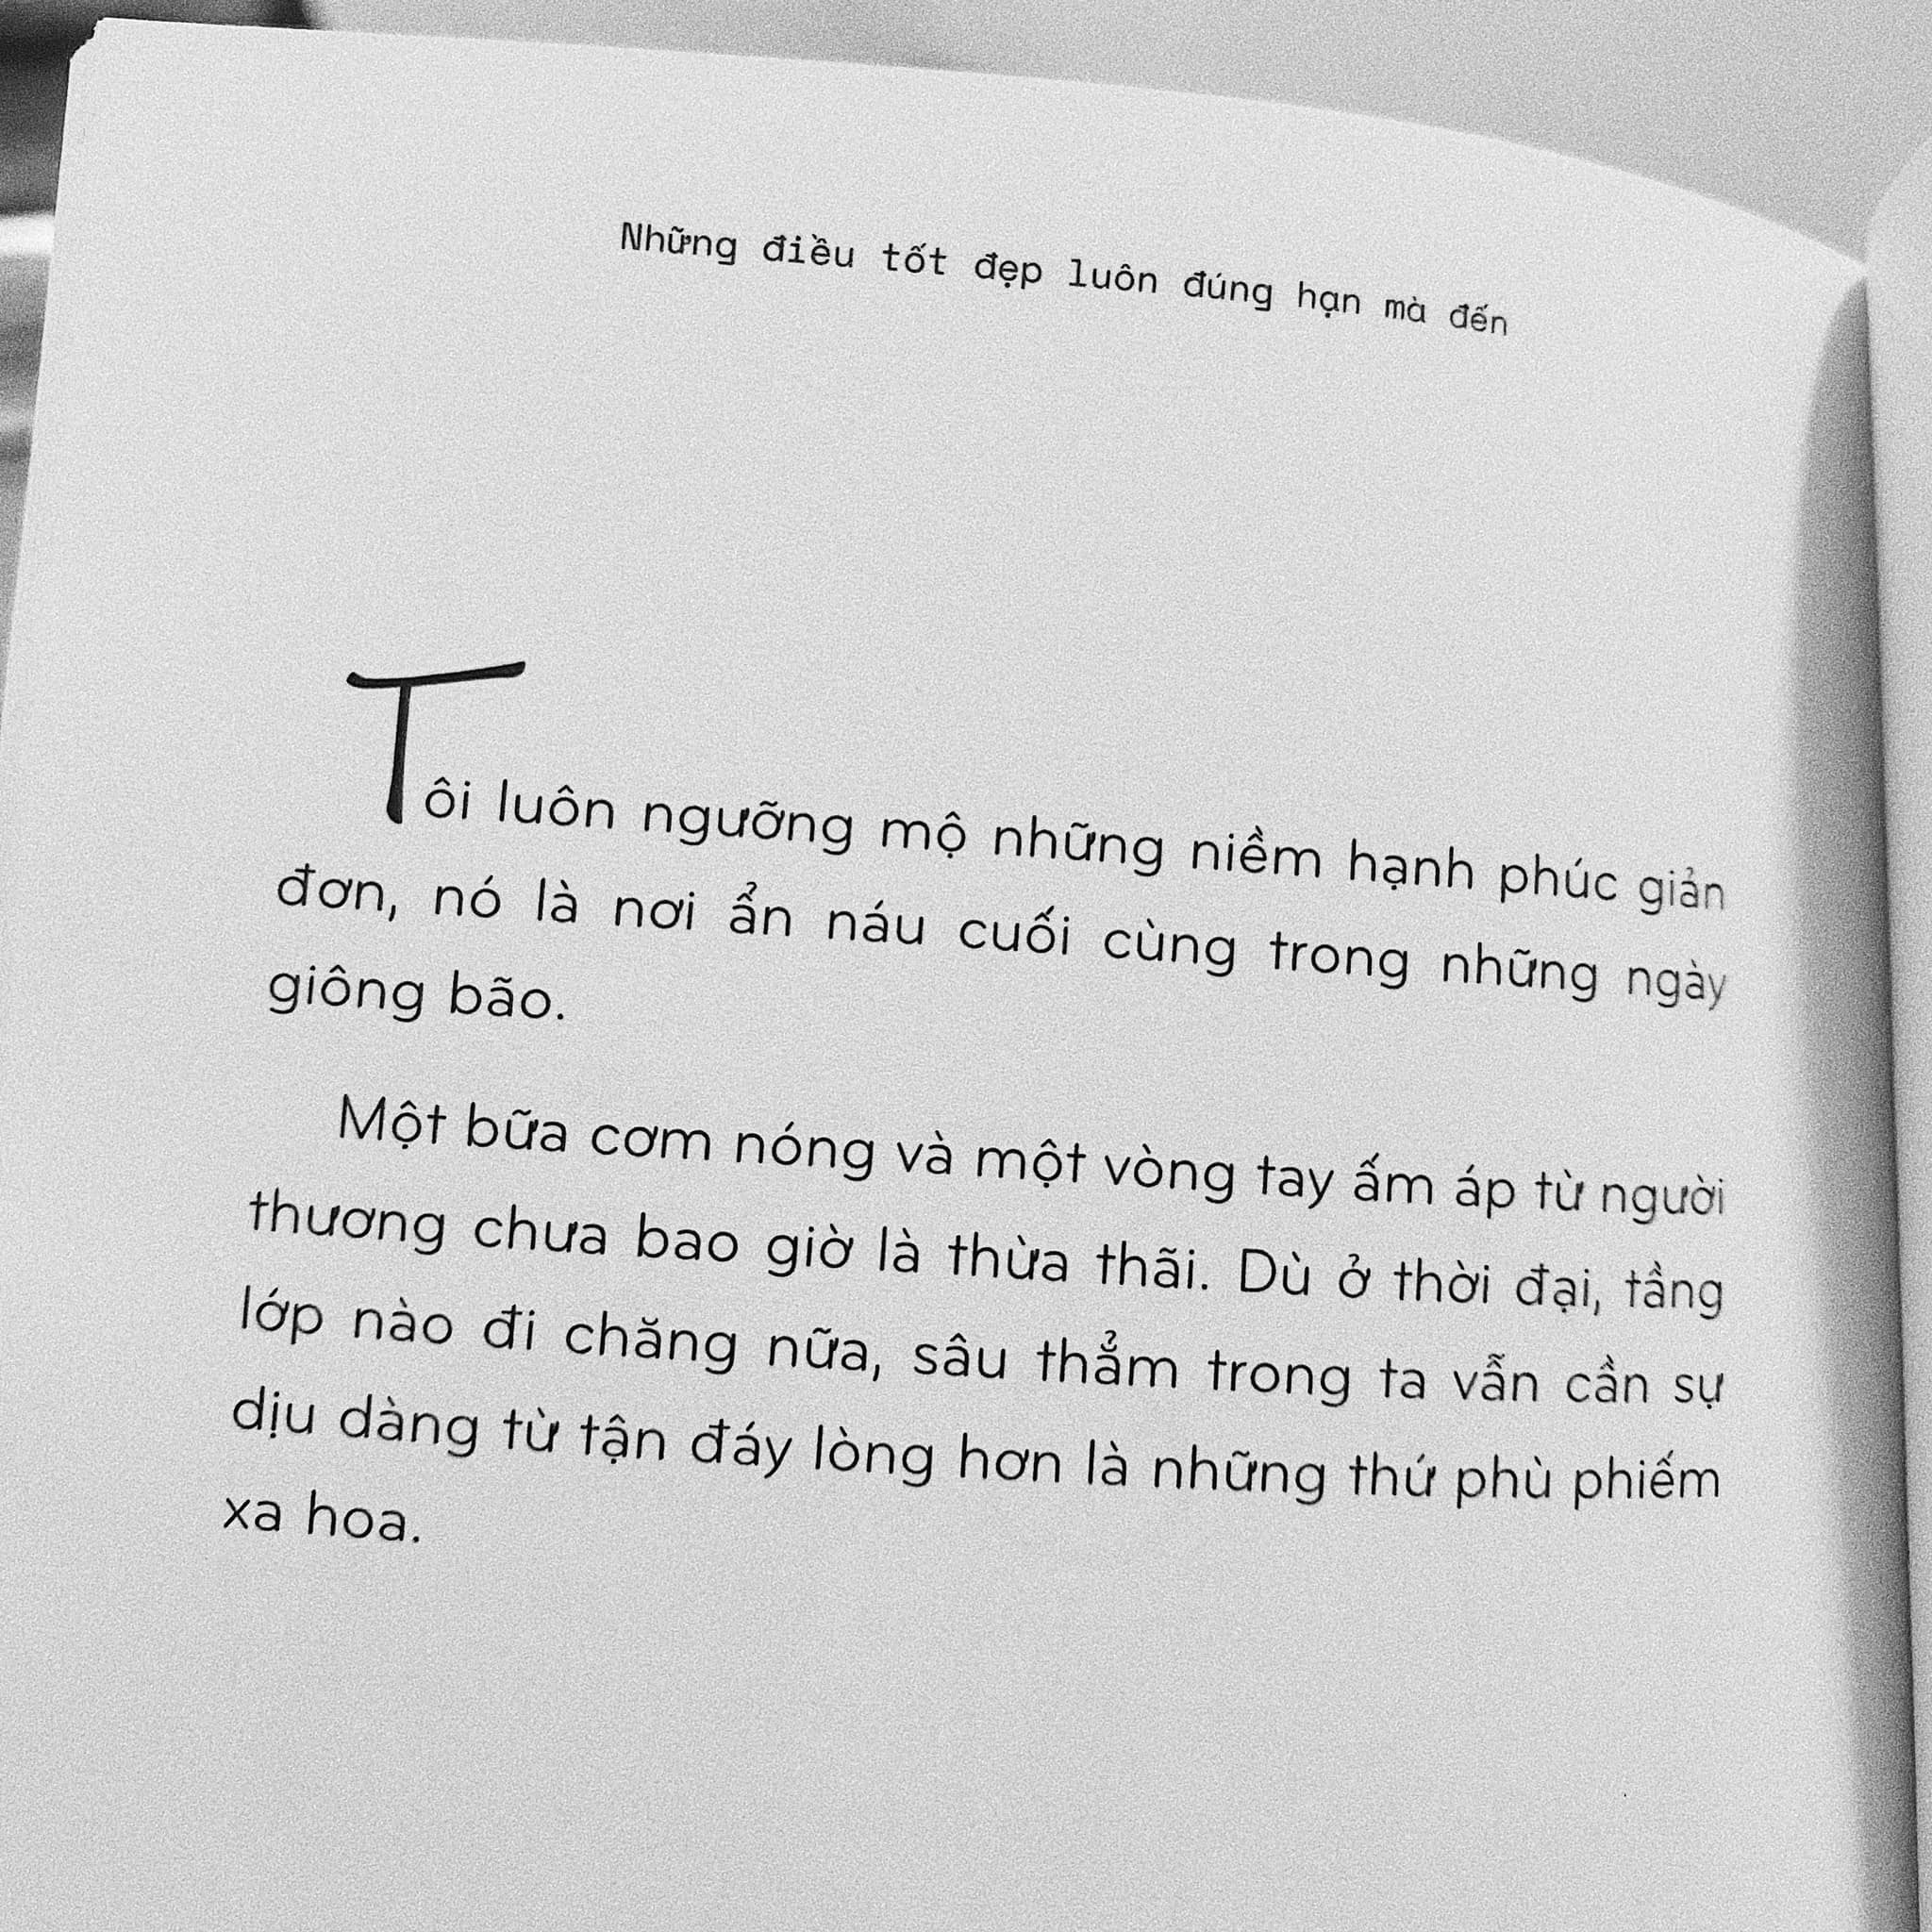 Những điều tốt đẹp luôn đúng hạn mà đến
Tôi luôn ngưỡng mộ những niềm hạnh phúc giản
đơn, nó là nơi ẩn náu cuối cùng trong những ngày
giông bão.
Một bữa cơm nóng và một vòng tay ấm áp từ người
thương chưa bao giờ là thừa thãi. Dù ở thời đại, tầng
lớp nào đi chăng nữa, sâu thẳm trong ta vẫn cần sự
dịu dàng từ tận đáy lòng hơn là những thứ phù phiếm
xa hoa.